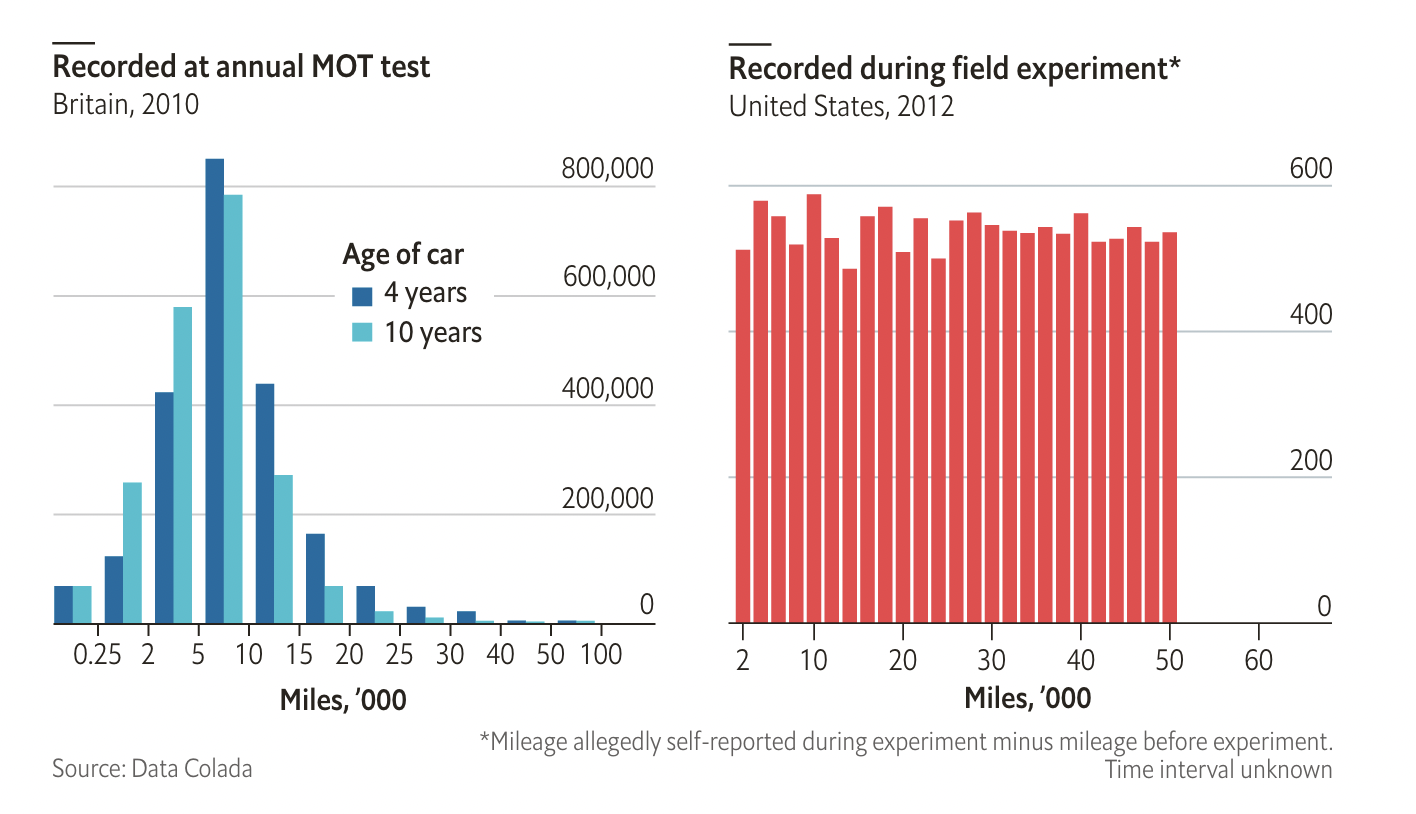 Recorded at annual MOT test
Britain, 2010
800,000
600,000
400,000
200,000
0
Age of car
4 years
10 years
0.25 2 5 10 15 20 25 30 40 50 100
Miles, ’000
Recorded during field experiment*
United States, 2012
600
400
200
0
2 10 20 30 40 50 60
Miles, ’000
*Mileage allegedly self-reported during experiment minus mileage before experiment.
Time interval unknown
Source: Data Colada